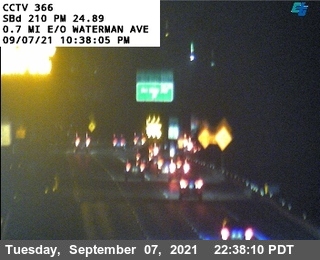 CCTV 366
SBd 210 PM 24.89
0.7 MI E/O WATERMAN AVE
09/07/21 10:38:05 PM
Tuesday, September 07, 2021 22:38:10 PDT